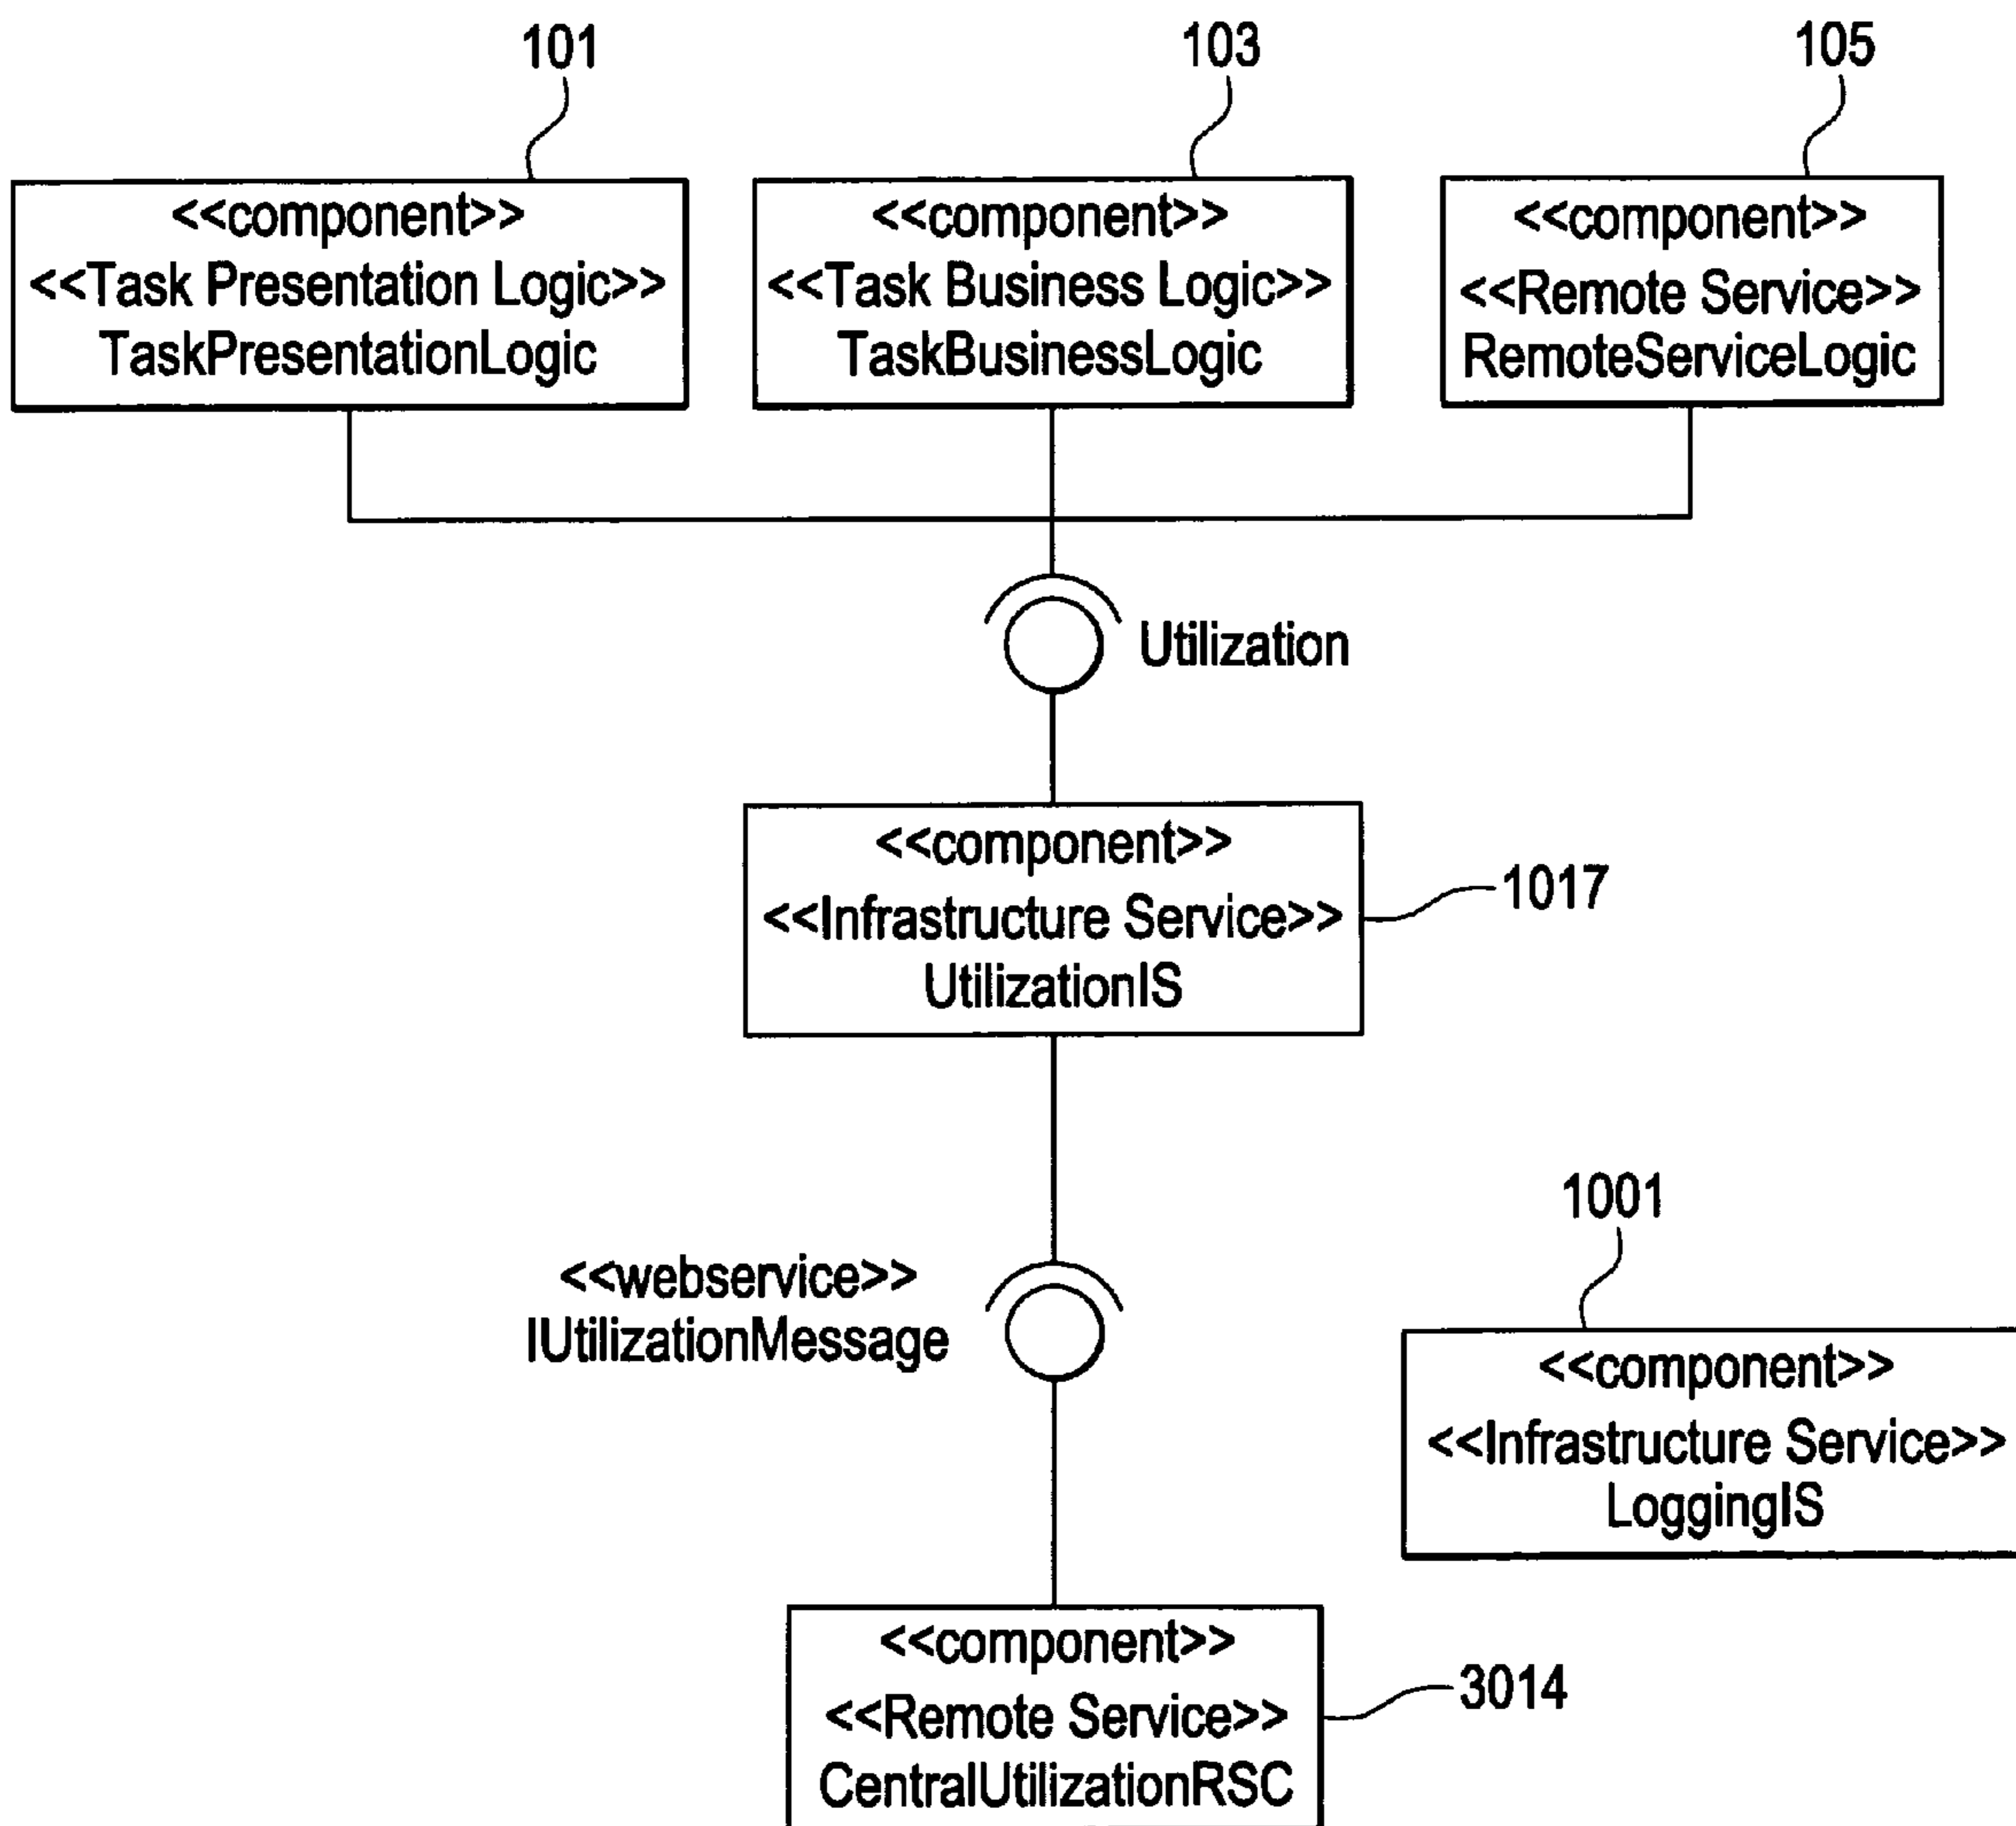 101
103
105
<<component>>
<<Task Presentation Logic>>
TaskPresentationLogic
<<component>>
<<Task Business Logic>>
TaskBusinessLogic
<<component>>
<<Remote Service>>
RemoteServiceLogic
Utilization
<<component>>
<<Infrastructure Service>>
UtilizationIS
1017
<<webservice>>
IUtilizationMessage
1001
<<component>>
<<Infrastructure Service>>
LoggingIS
<<component>>
<<Remote Service>>
CentralUtilizationRSC
3014